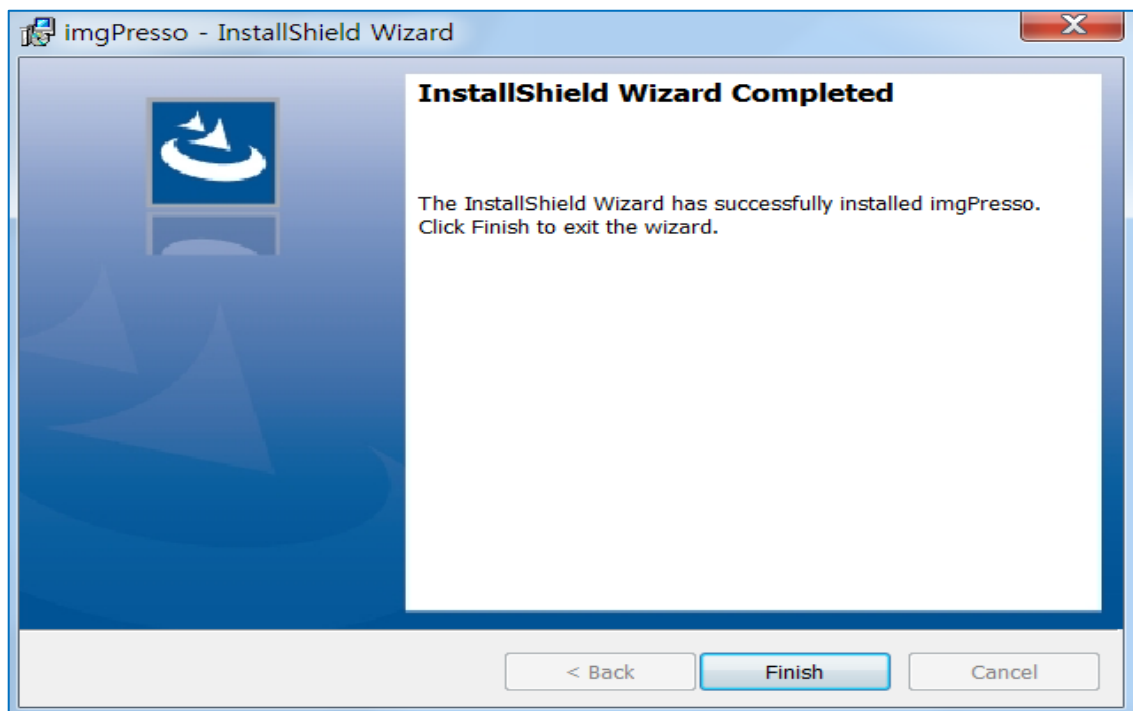 imgPresso - InstallShield Wizard
X
InstallShield Wizard Completed
The InstallShield Wizard has successfully installed imgPresso.
Click Finish to exit the wizard.
< Back
Finish
Cancel